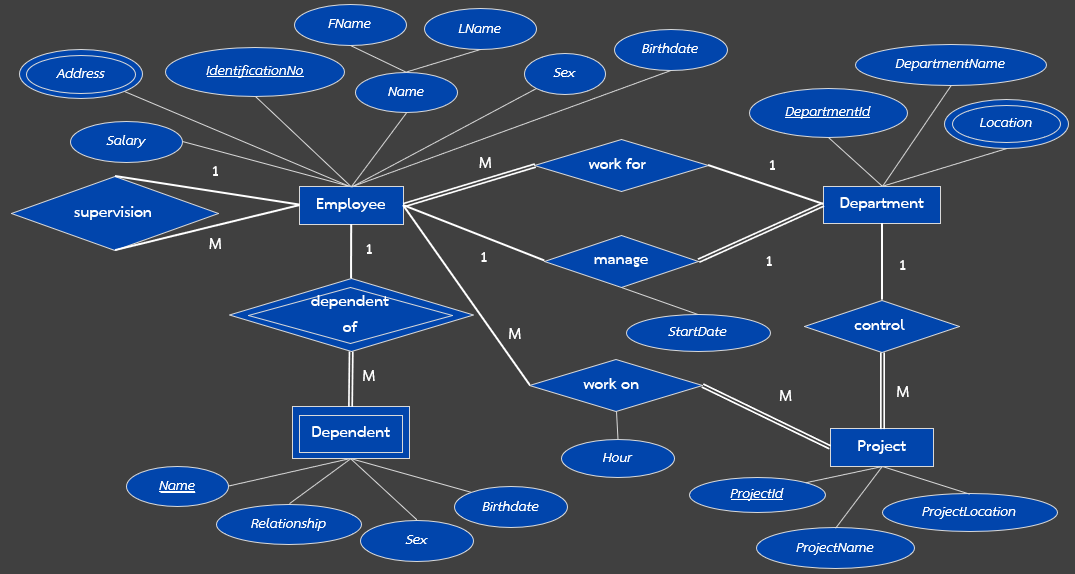 FName
LName
Birthdate
Address
IdentificationNo
Name
Sex
DepartmentName
DepartmentId
Location
Salary
1
M
work for
1
supervision
Employee
Department
M
1
1
manage
1
1
dependent
of
StartDate
control
M
M
work on
M
M
Dependent
Hour
Project
Name
Relationship
Sex
Birthdate
ProjectId
ProjectLocation
ProjectName